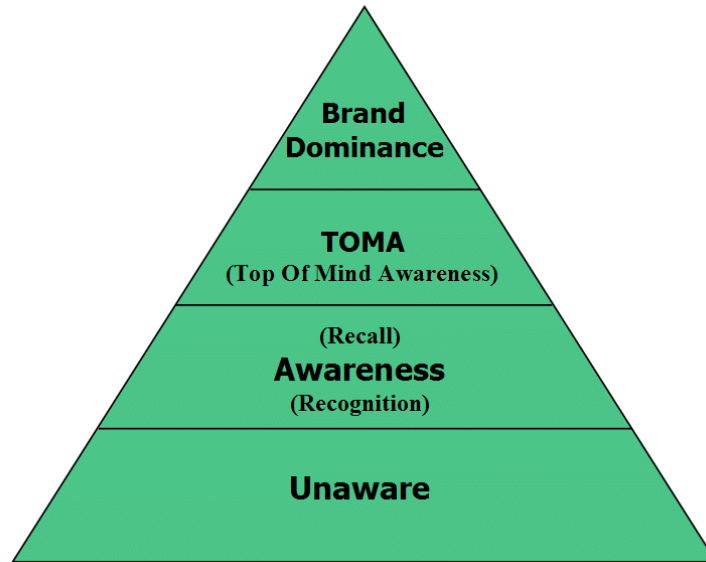 Brand
Dominance
TOMA
(Top Of Mind Awareness)
(Recall)
Awareness
(Recognition)
Unaware